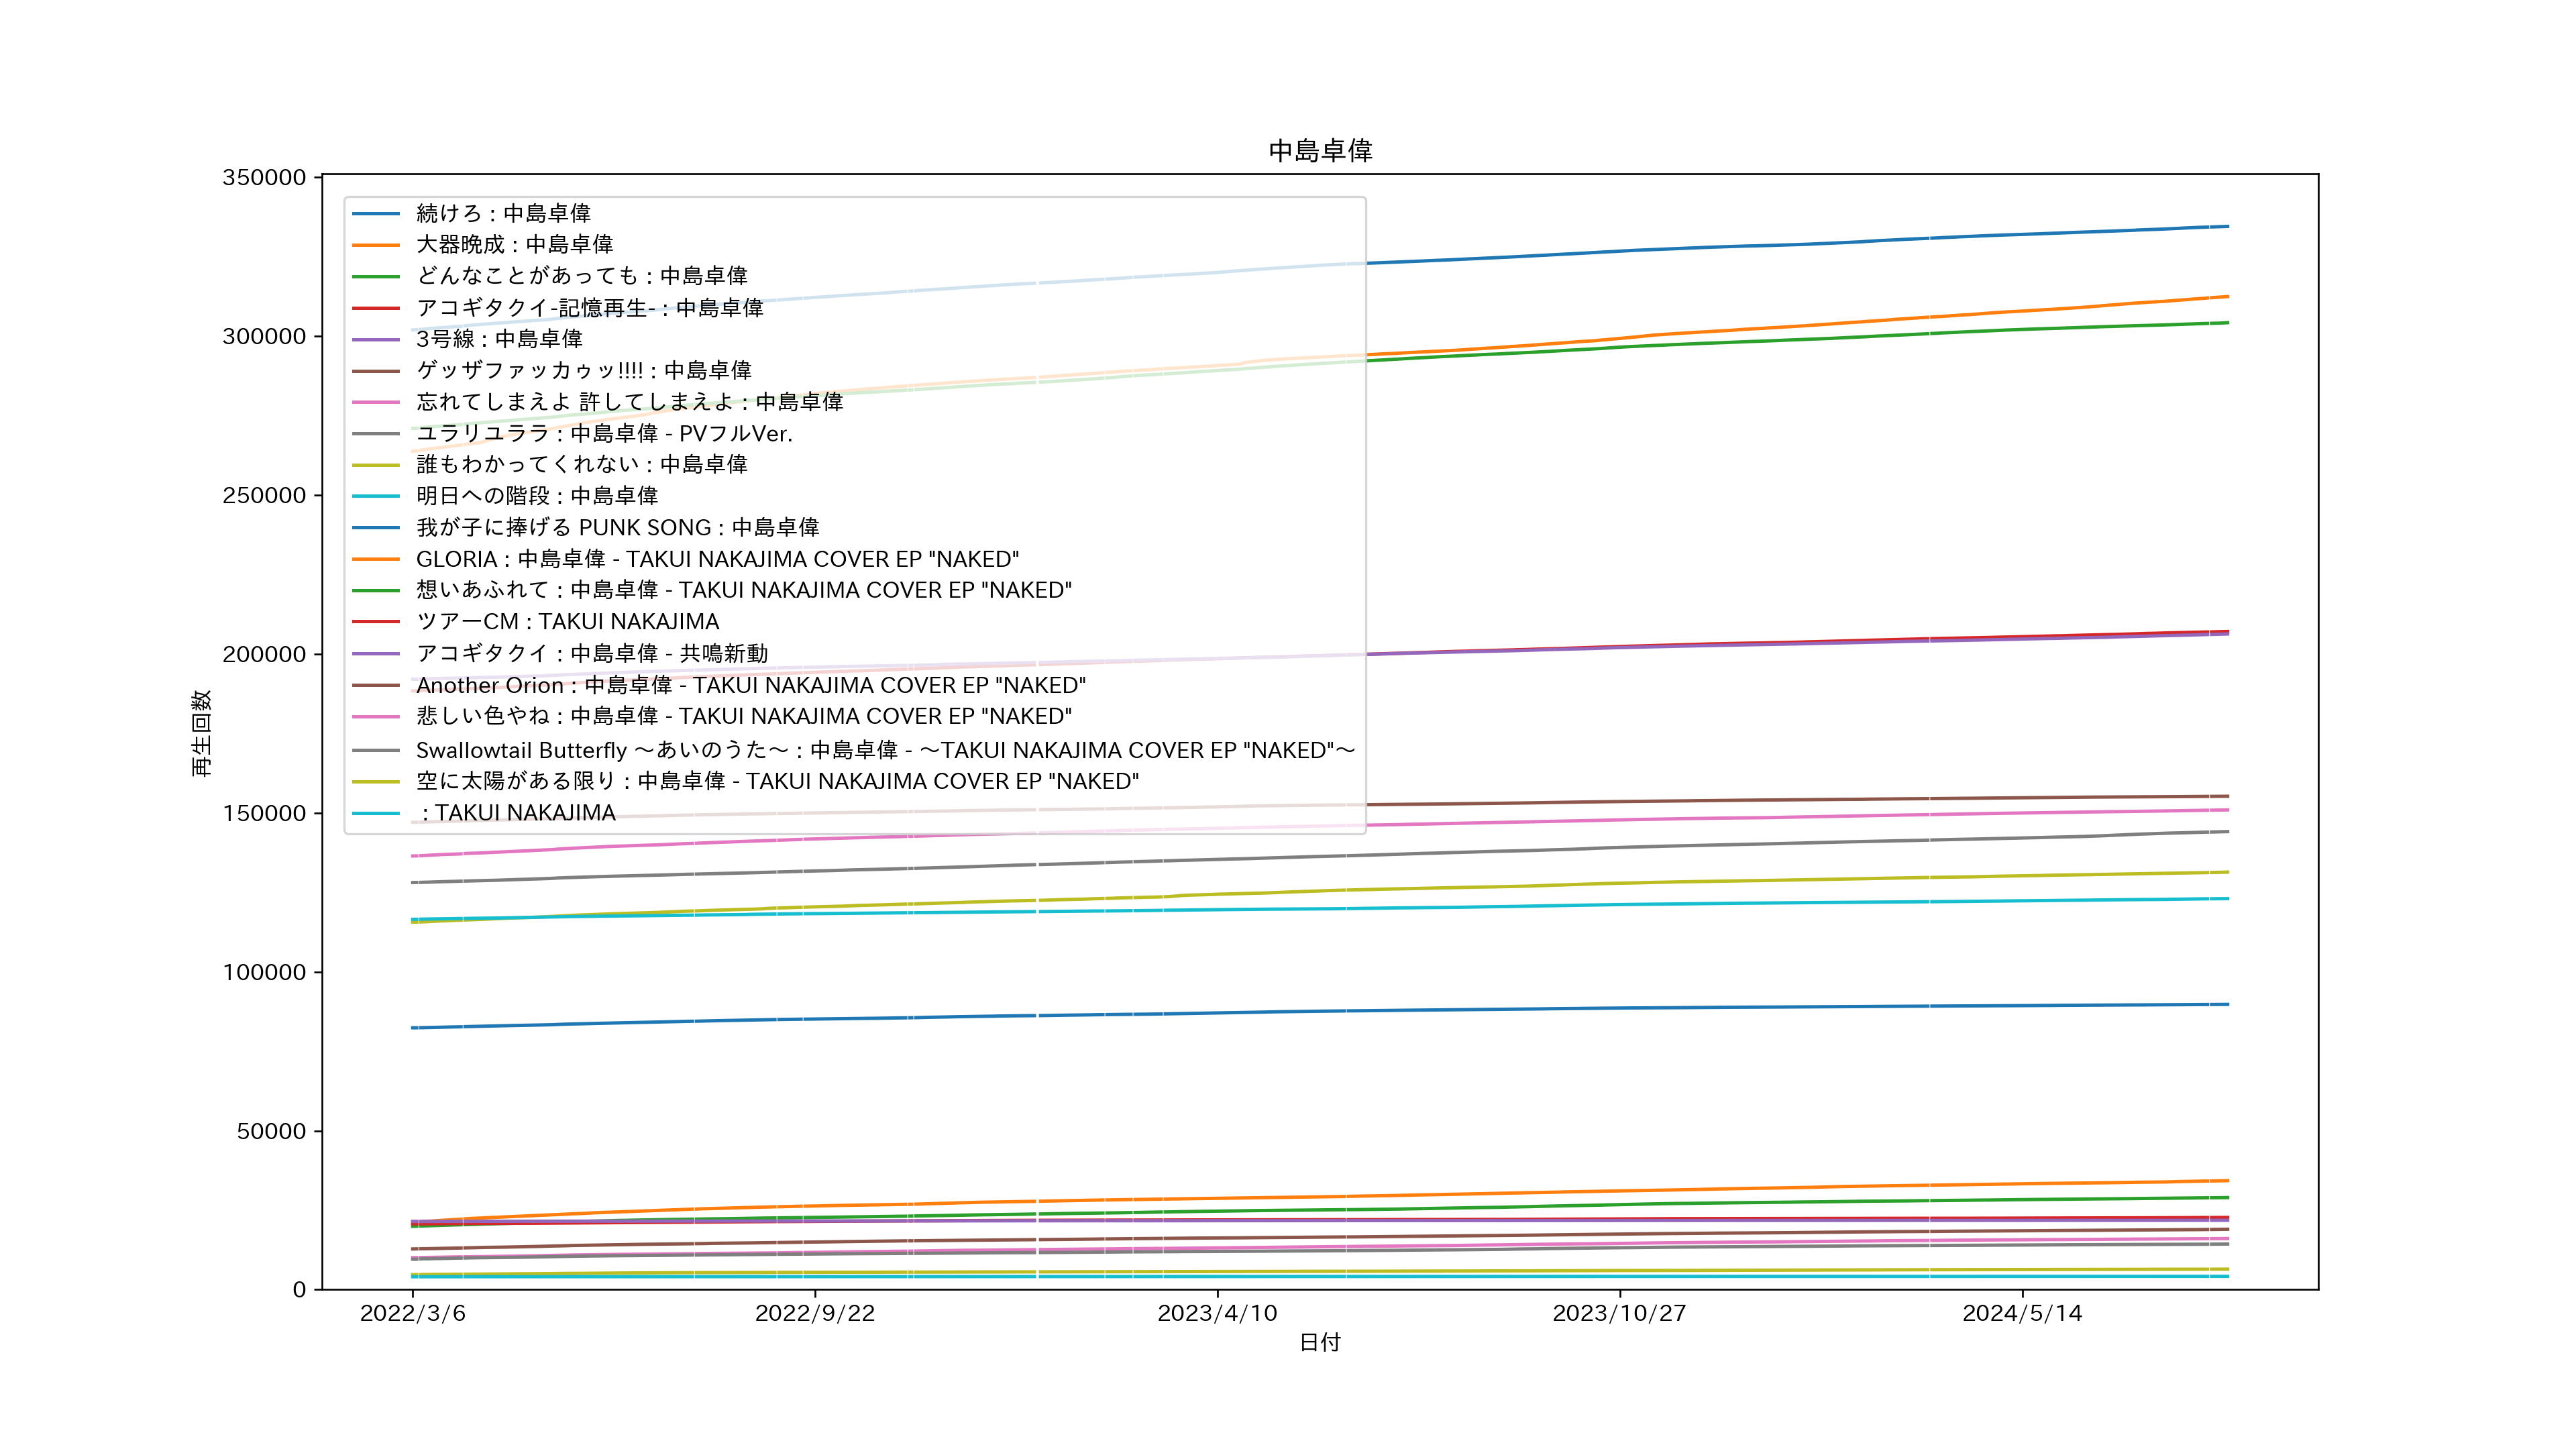 中島卓偉
350000
300000
250000
200000
150000
100000
50000
0
再生回数
続けろ : 中島卓偉
大器晩成 : 中島卓偉
どんなことがあっても : 中島卓偉
アコギタクイ-記憶再生- : 中島卓偉
3号線 : 中島卓偉
ゲッザファッカゥッ!!!! : 中島卓偉
忘れてしまえよ 許してしまえよ : 中島卓偉
ユラリユララ : 中島卓偉 - PVフルVer.
誰もわかってくれない : 中島卓偉
明日への階段 : 中島卓偉
我が子に捧げる PUNK SONG : 中島卓偉
GLORIA : 中島卓偉 - TAKUI NAKAJIMA COVER EP "NAKED"
想いあふれて : 中島卓偉 - TAKUI NAKAJIMA COVER EP "NAKED"
ツアーCM : TAKUI NAKAJIMA
アコギタクイ : 中島卓偉 - 共鳴新動
Another Orion : 中島卓偉 - TAKUI NAKAJIMA COVER EP "NAKED"
悲しい色やね : 中島卓偉 - TAKUI NAKAJIMA COVER EP "NAKED"
Swallowtail Butterfly ～あいのうた～ : 中島卓偉 - ～TAKUI NAKAJIMA COVER EP "NAKED"～
空に太陽がある限り : 中島卓偉 - TAKUI NAKAJIMA COVER EP "NAKED"
: TAKUI NAKAJIMA
2022/3/6
2022/9/22
2023/4/10
2023/10/27
2024/5/14
日付